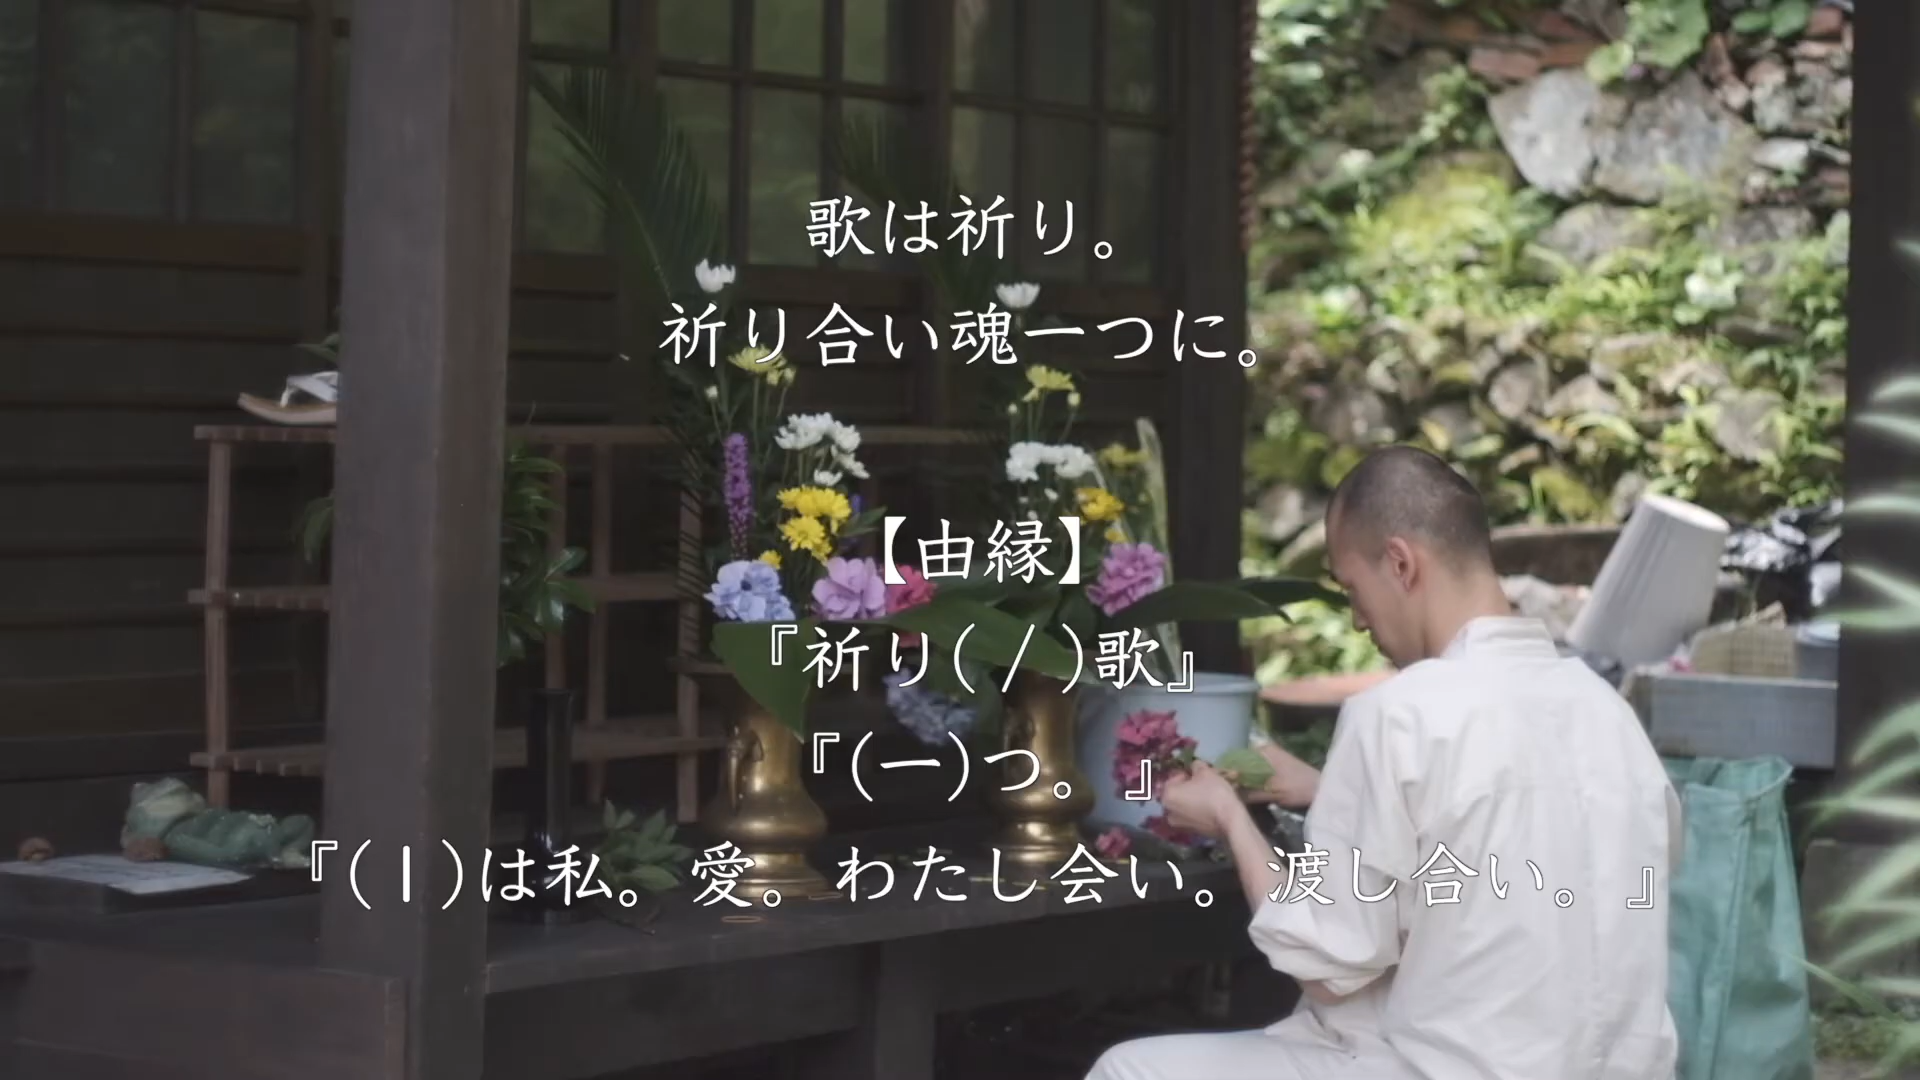 歌は祈り。
祈り合い魂一つに。
【由縁】
『祈り(／)歌』
『(一)つ。』
『(｜)は私。愛。わたし会い。渡し合い。』